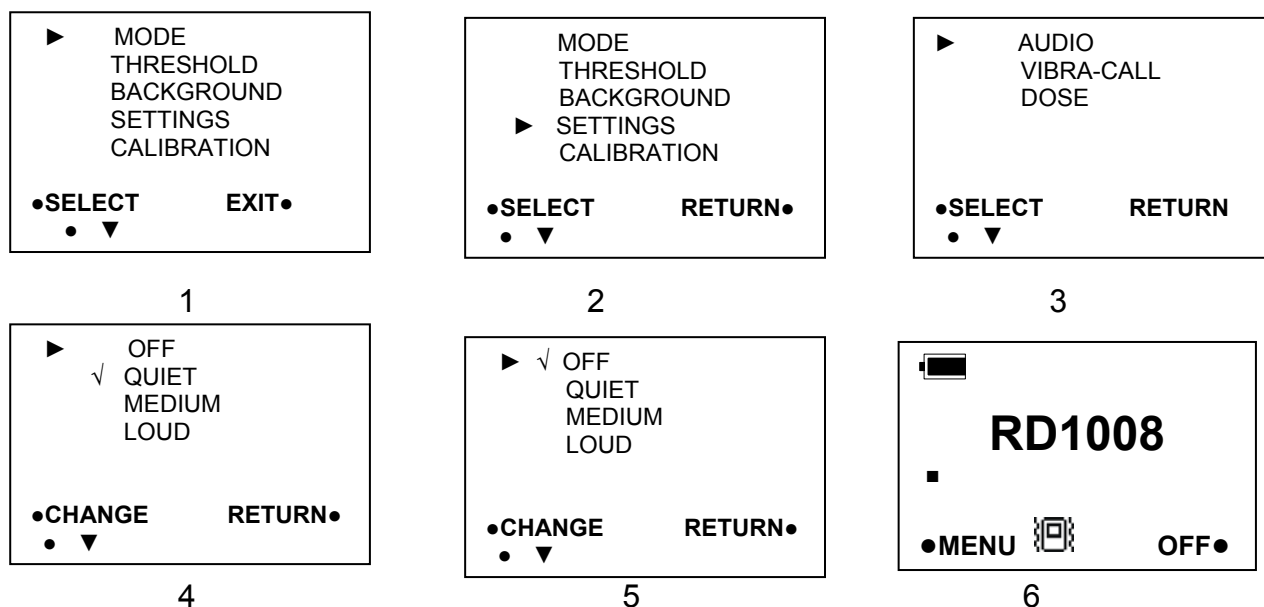 ► MODE
THRESHOLD
BACKGROUND
SETTINGS
CALIBRATION
●SELECT EXIT●
● ▼
1
MODE
THRESHOLD
BACKGROUND
► SETTINGS
CALIBRATION
●SELECT RETURN●
● ▼
2
► AUDIO
VIBRA-CALL
DOSE
●SELECT RETURN
● ▼
3
► OFF
√ QUIET
MEDIUM
LOUD
●CHANGE RETURN●
● ▼
4
► √ OFF
QUIET
MEDIUM
LOUD
●CHANGE RETURN●
● ▼
5
RD1008
■
●MENU OFF●
6